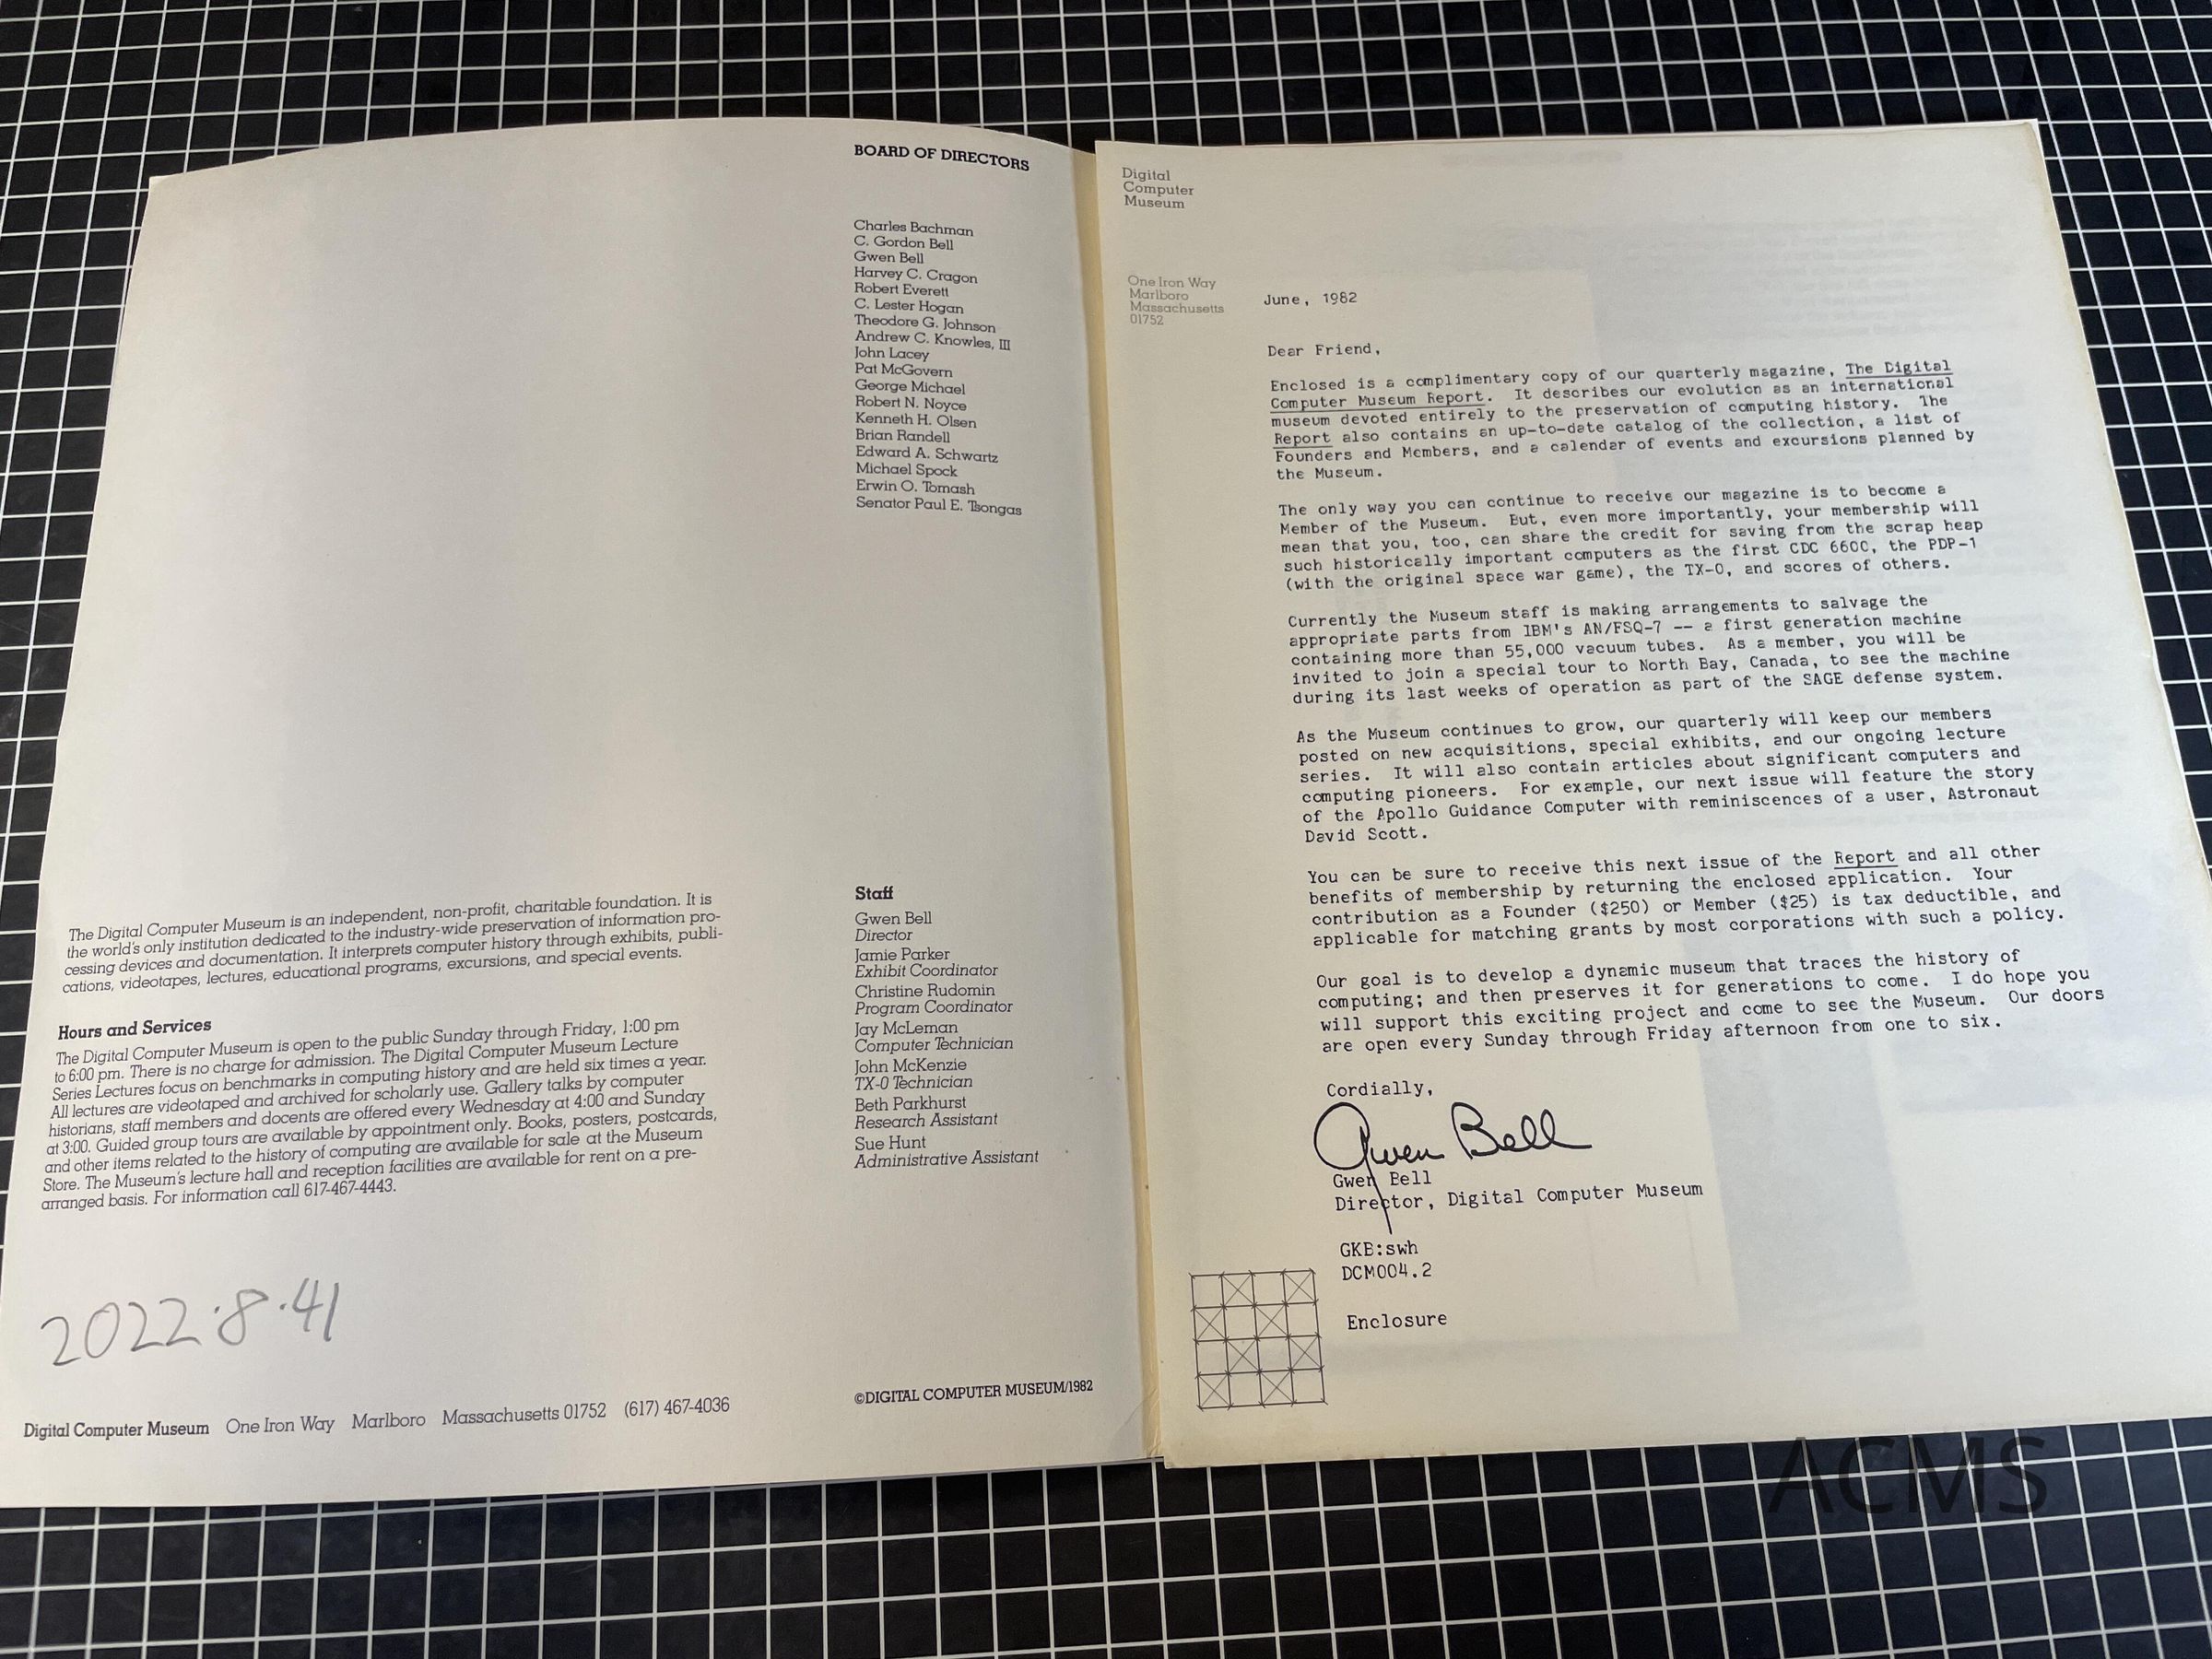 BOARD OF DIRECTORS
Charles Bachman
C. Gordon Bell
Gwen Bell
Harvey C. Cragon
Robert Everett
C. Lester Hogan
Theodore G. Johnson
Andrew C. Knowles, III
John Lacey
Pat McGovern
George Michael
Robert N. Noyce
Kenneth H. Olsen
Brian Randell
Edward A. Schwartz
Michael Spock
Erwin O. Tomash
Senator Paul E. Tsongas
The Digital Computer Museum is an independent, non-profit, charitable foundation. It is
the world's only institution dedicated to the industry-wide preservation of information pro-
cessing devices and documentation. It interprets computer history through exhibits, publi-
cations, videotapes, lectures, educational programs, excursions, and special events.
Hours and Services
The Digital Computer Museum is open to the public Sunday through Friday, 1:00 pm
to 6:00 pm. There is no charge for admission. The Digital Computer Museum Lecture
Series Lectures focus on benchmarks in computing history and are held six times a year.
All lectures are videotaped and archived for scholarly use. Gallery talks by computer
historians, staff members and docents are offered every Wednesday at 4:00 and Sunday
at 3:00. Guided group tours are available by appointment only. Books, posters, postcards,
and other items related to the history of computing are available for sale at the Museum
Store. The Museum's lecture hall and reception facilities are available for rent on a pre-
arranged basis. For information call 617-467-4443.
Staff
Gwen Bell
Director
Jamie Parker
Exhibit Coordinator
Christine Rudomin
Program Coordinator
Jay McLeman
Computer Technician
John McKenzie
TX-0 Technician
Beth Parkhurst
Research Assistant
Sue Hunt
Administrative Assistant
2022.8.41
Digital Computer Museum One Iron Way Marlboro Massachusetts 01752 (617) 467-4036
©DIGITAL COMPUTER MUSEUM/1982
Digital
Computer
Museum
One Iron Way
Marlboro
Massachusetts
01752
June, 1982
Dear Friend,
Enclosed is a complimentary copy of our quarterly magazine, The Digital
Computer Museum Report. It describes our evolution as an international
museum devoted entirely to the preservation of computing history. The
Report also contains an up-to-date catalog of the collection, a list of
Founders and Members, and a calendar of events and excursions planned by
the Museum.
The only way you can continue to receive our magazine is to become a
Member of the Museum. But, even more importantly, your membership will
mean that you, too, can share the credit for saving from the scrap heap
such historically important computers as the first CDC 6600, the PDP-1
(with the original space war game), the TX-0, and scores of others.
Currently the Museum staff is making arrangements to salvage the
appropriate parts from IBM's AN/FSQ-7 -- a first generation machine
containing more than 55,000 vacuum tubes. As a member, you will be
invited to join a special tour to North Bay, Canada, to see the machine
during its last weeks of operation as part of the SAGE defense system.
As the Museum continues to grow, our quarterly will keep our members
posted on new acquisitions, special exhibits, and our ongoing lecture
series. It will also contain articles about significant computers and
computing pioneers. For example, our next issue will feature the story
of the Apollo Guidance Computer with reminiscences of a user, Astronaut
David Scott.
You can be sure to receive this next issue of the Report and all other
benefits of membership by returning the enclosed application. Your
contribution as a Founder ($250) or Member ($25) is tax deductible, and
applicable for matching grants by most corporations with such a policy.
Our goal is to develop a dynamic museum that traces the history of
computing; and then preserves it for generations to come. I do hope you
will support this exciting project and come to see the Museum. Our doors
are open every Sunday through Friday afternoon from one to six.
Cordially,
Gwen Bell
Gwen Bell
Director, Digital Computer Museum
GKB:swh
DCM004.2
Enclosure
ACMS